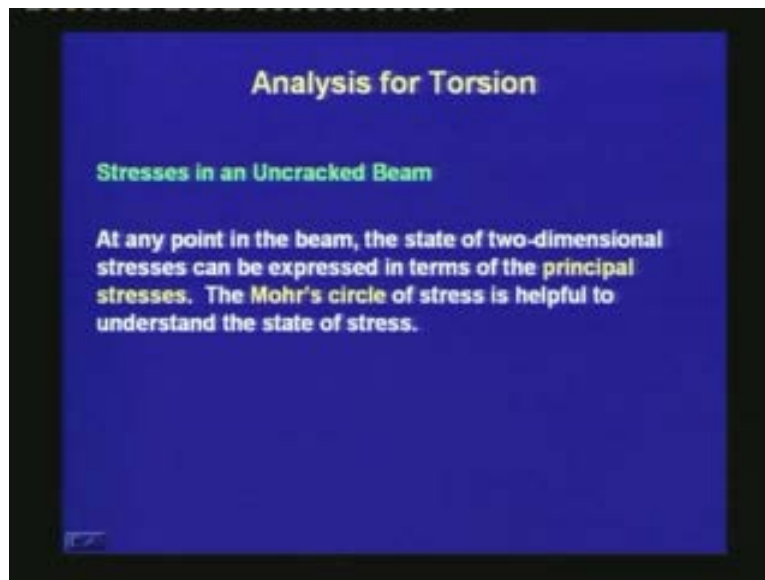 Analysis for Torsion
Stresses in an Uncracked Beam
At any point in the beam, the state of two-dimensional
stresses can be expressed in terms of the principal
stresses. The Mohr's circle of stress is helpful to
understand the state of stress.